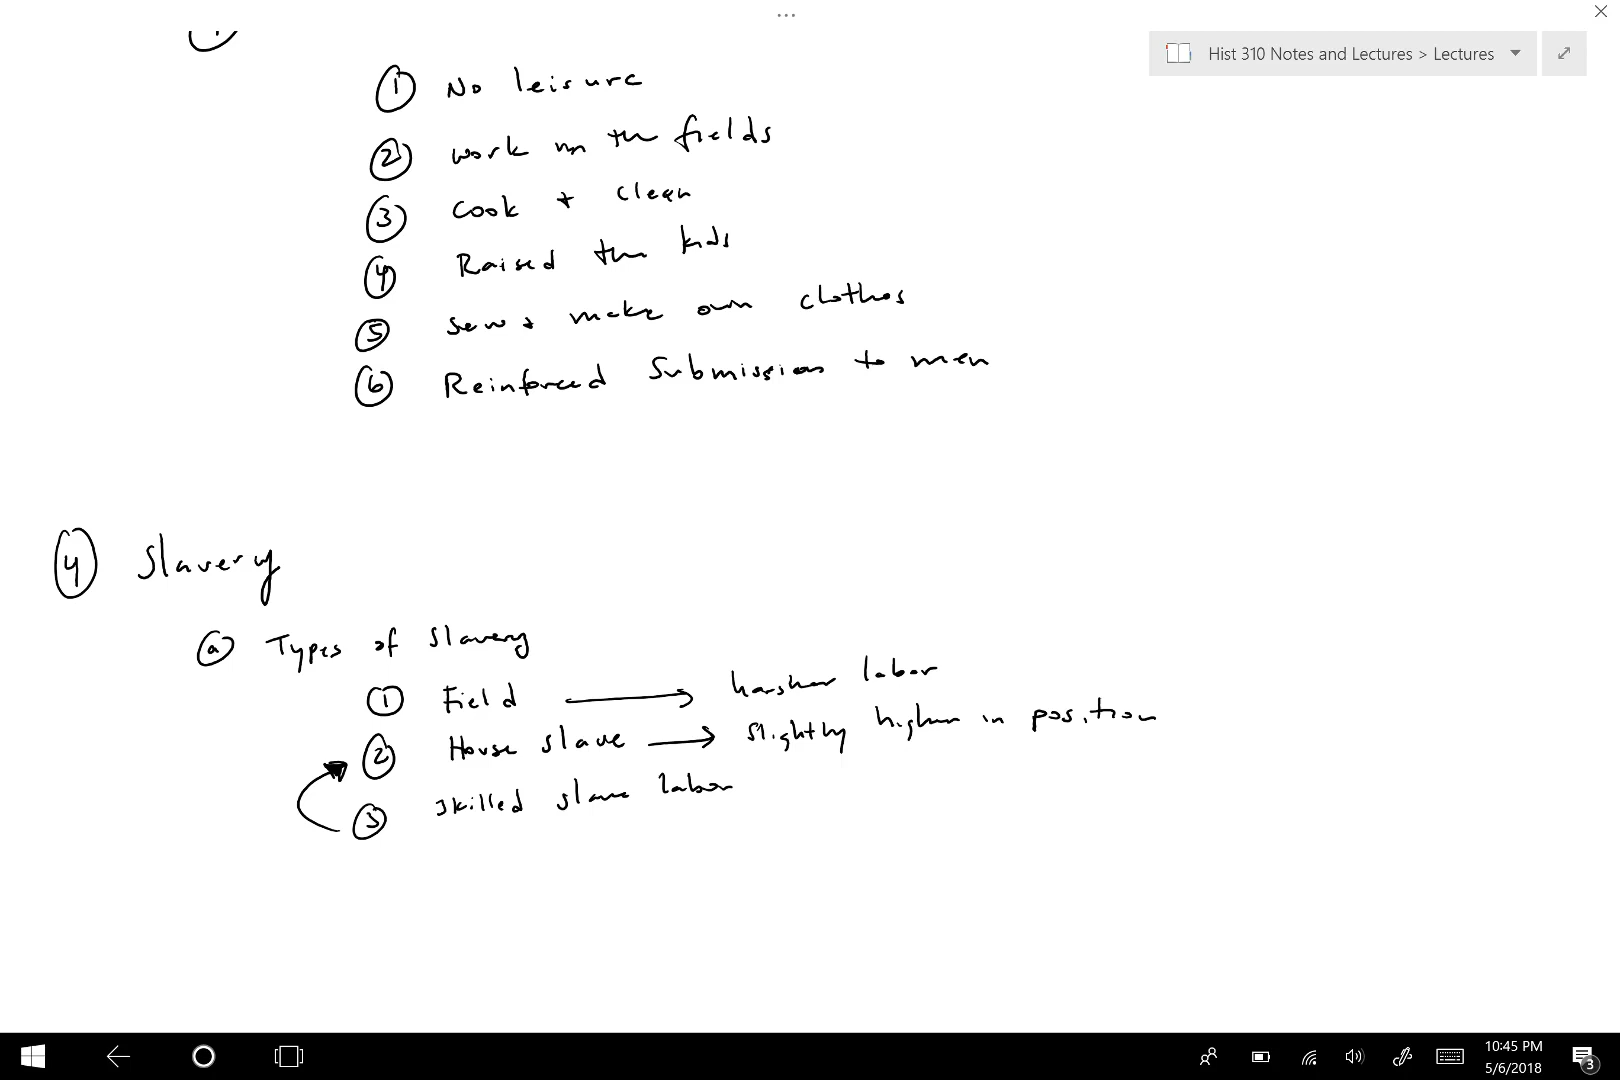 ...
Hist 310 Notes and Lectures > Lectures
① No leisure
② work in the fields
③ cook + clean
④ Raised the kids
⑤ sew + make own clothes
⑥ Reinforced submission to men
④ Slavery
ⓐ Types of slavery
① Field → harsher labor
② House slave → slightly higher in position
③ skilled slave labor
10:45 PM
5/6/2018
3